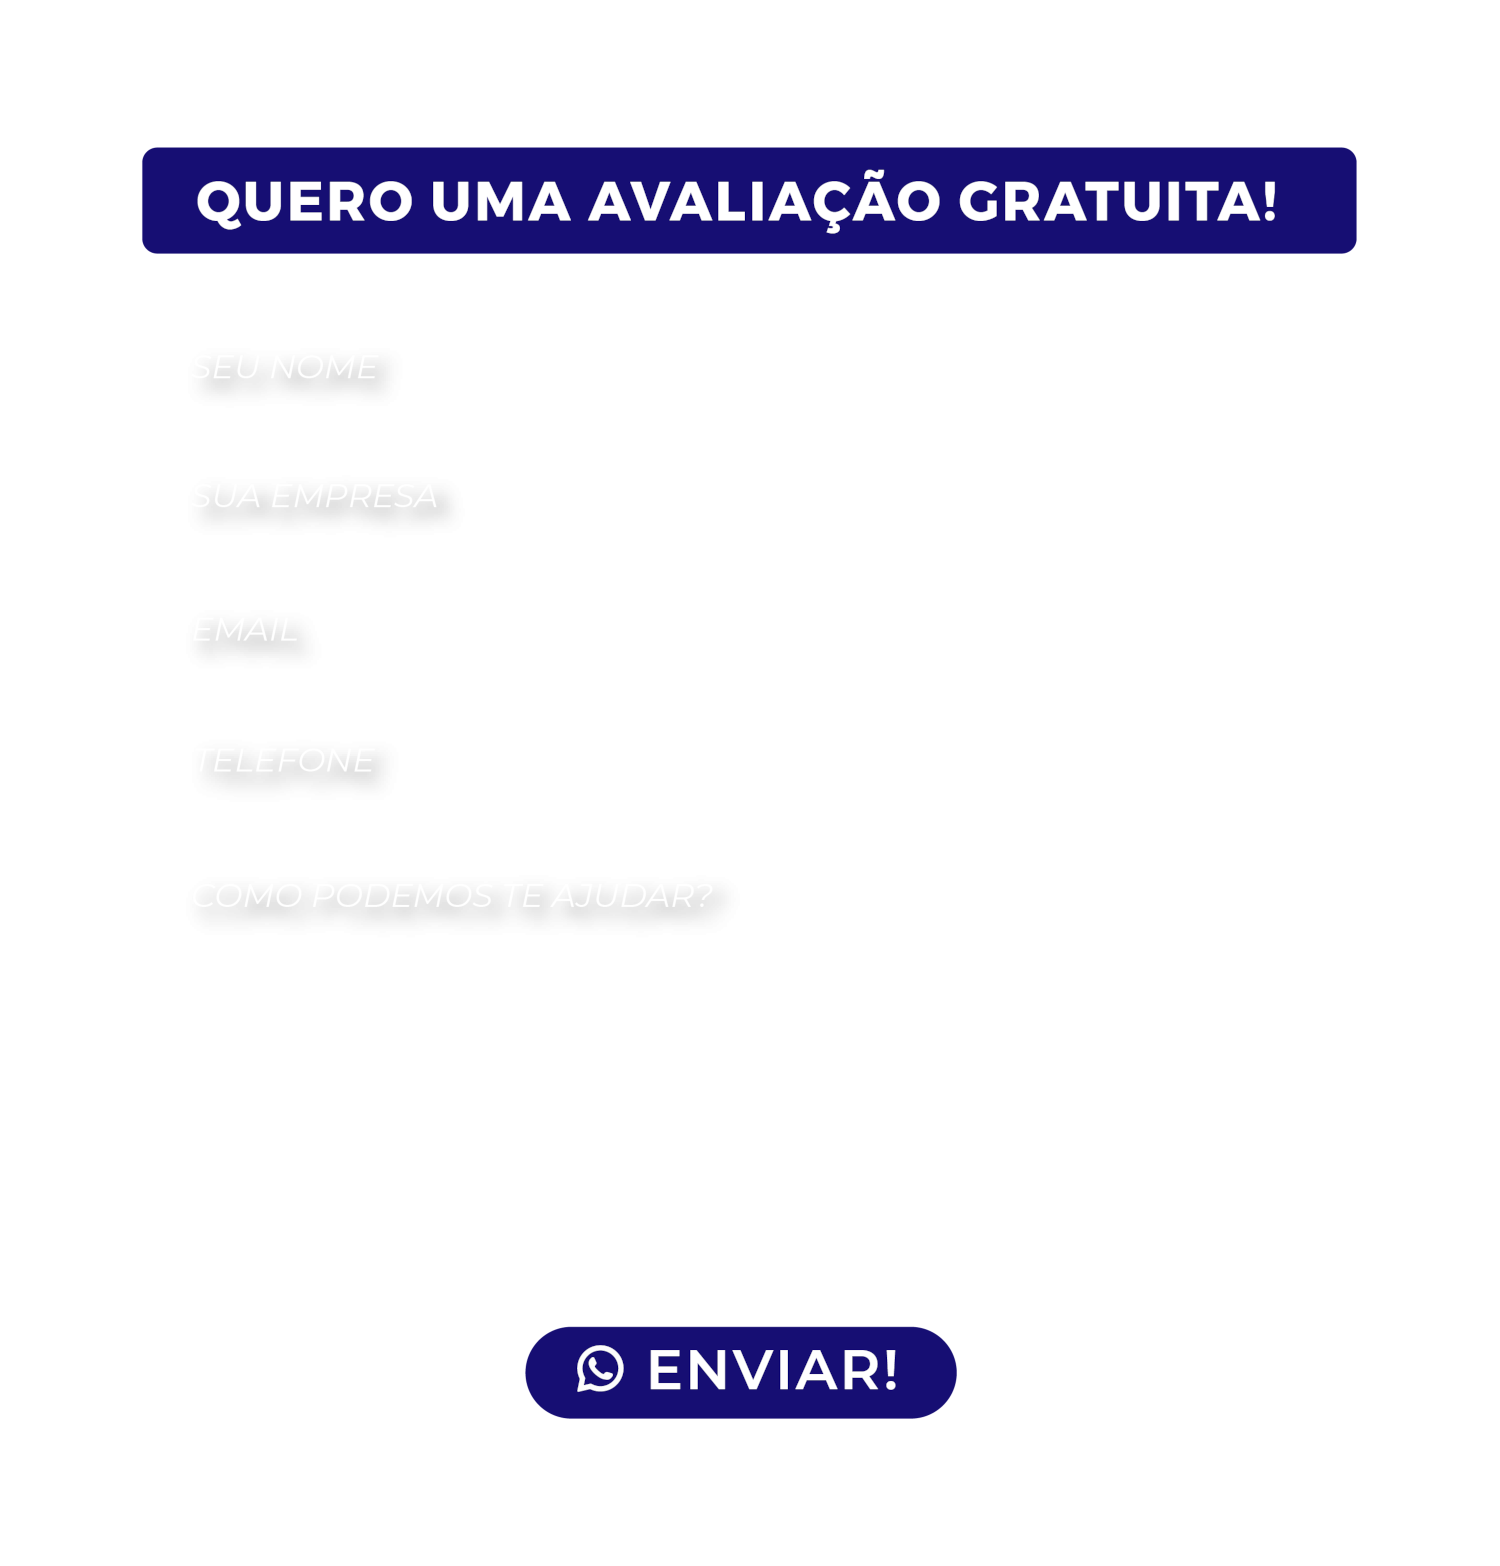 QUERO UMA AVALIAÇÃO GRATUITA!
SEU NOME
SUA EMPRESA
EMAIL
TELEFONE
COMO PODEMOS TE AJUDAR?
ENVIAR!